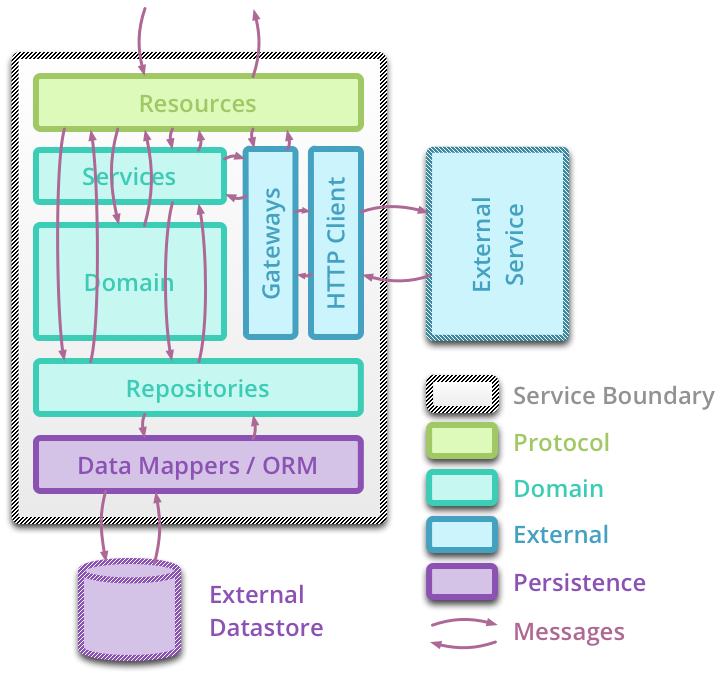 Resources
Services
Domain
Gateways
HTTP Client
External
Service
Repositories
Data Mappers / ORM
External
Datastore
Service Boundary
Protocol
Domain
External
Persistence
Messages